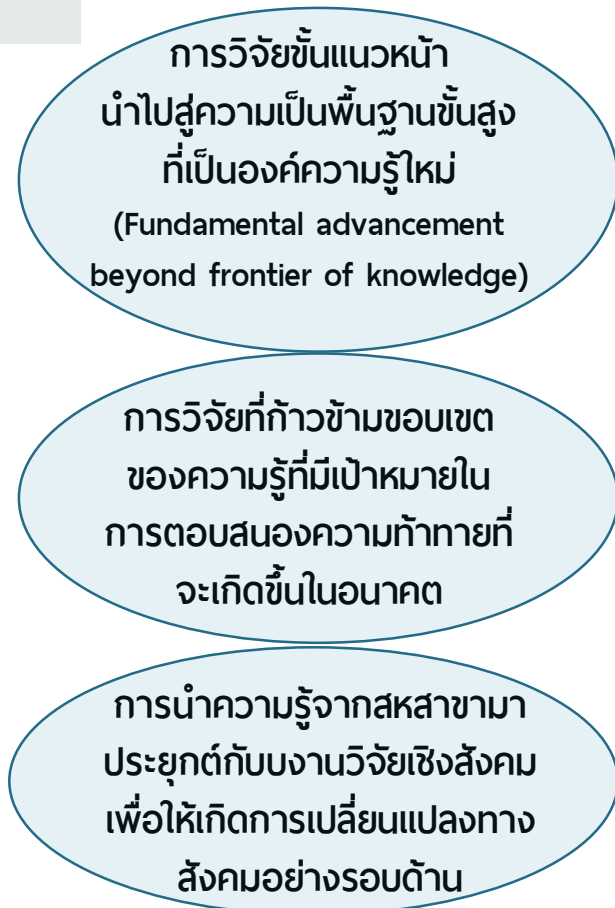 การวิจัยขั้นแนวหน้า
นำไปสู่ความเป็นพื้นฐานขั้นสูง
ที่เป็นองค์ความรู้ใหม่
(Fundamental advancement
beyond frontier of knowledge)
การวิจัยที่ก้าวข้ามขอบเขต
ของความรู้ที่มีเป้าหมายใน
การตอบสนองความท้าทายที่
จะเกิดขึ้นในอนาคต
การนำความรู้จากสหสาขามา
ประยุกต์กับบงานวิจัยเชิงสังคม
เพื่อให้เกิดการเปลี่ยนแปลงทาง
สังคมอย่างรอบด้าน